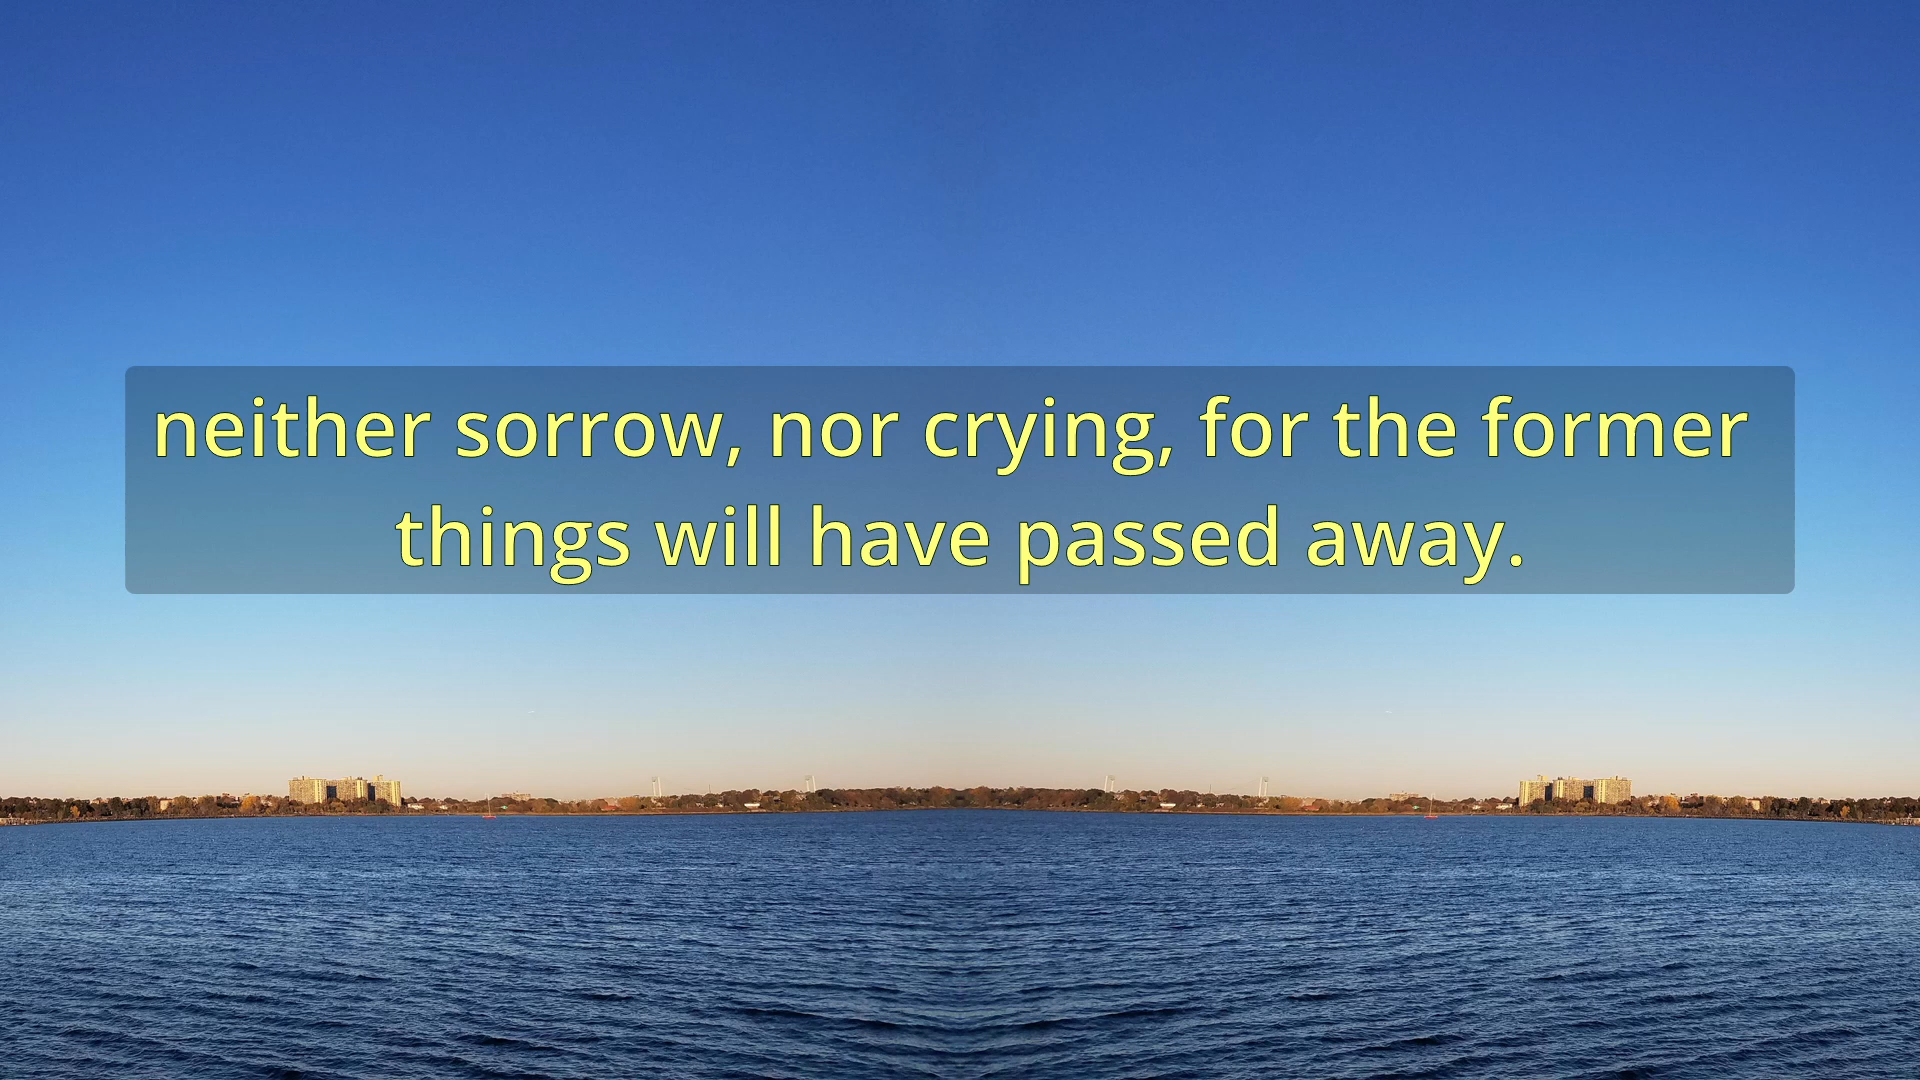 neither sorrow, nor crying, for the former
things will have passed away.